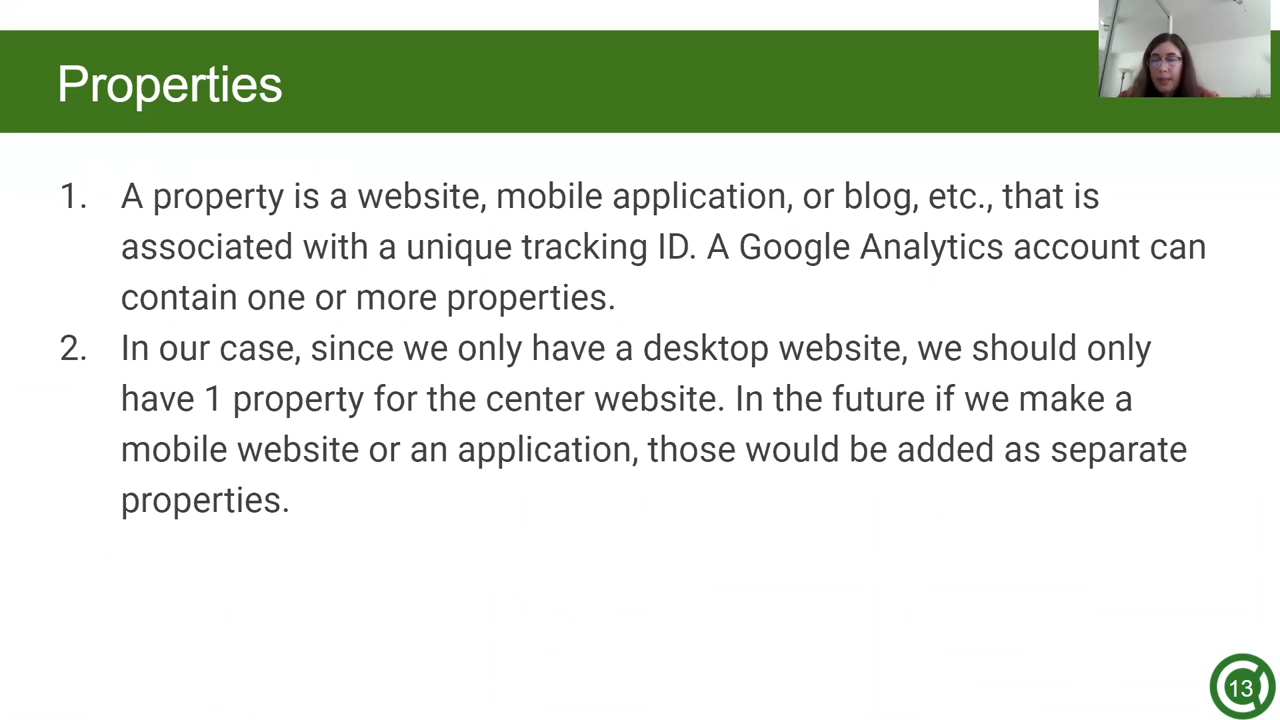 Properties
1. A property is a website, mobile application, or blog, etc., that is
associated with a unique tracking ID. A Google Analytics account can
contain one or more properties.
2. In our case, since we only have a desktop website, we should only
have 1 property for the center website. In the future if we make a
mobile website or an application, those would be added as separate
properties.
13